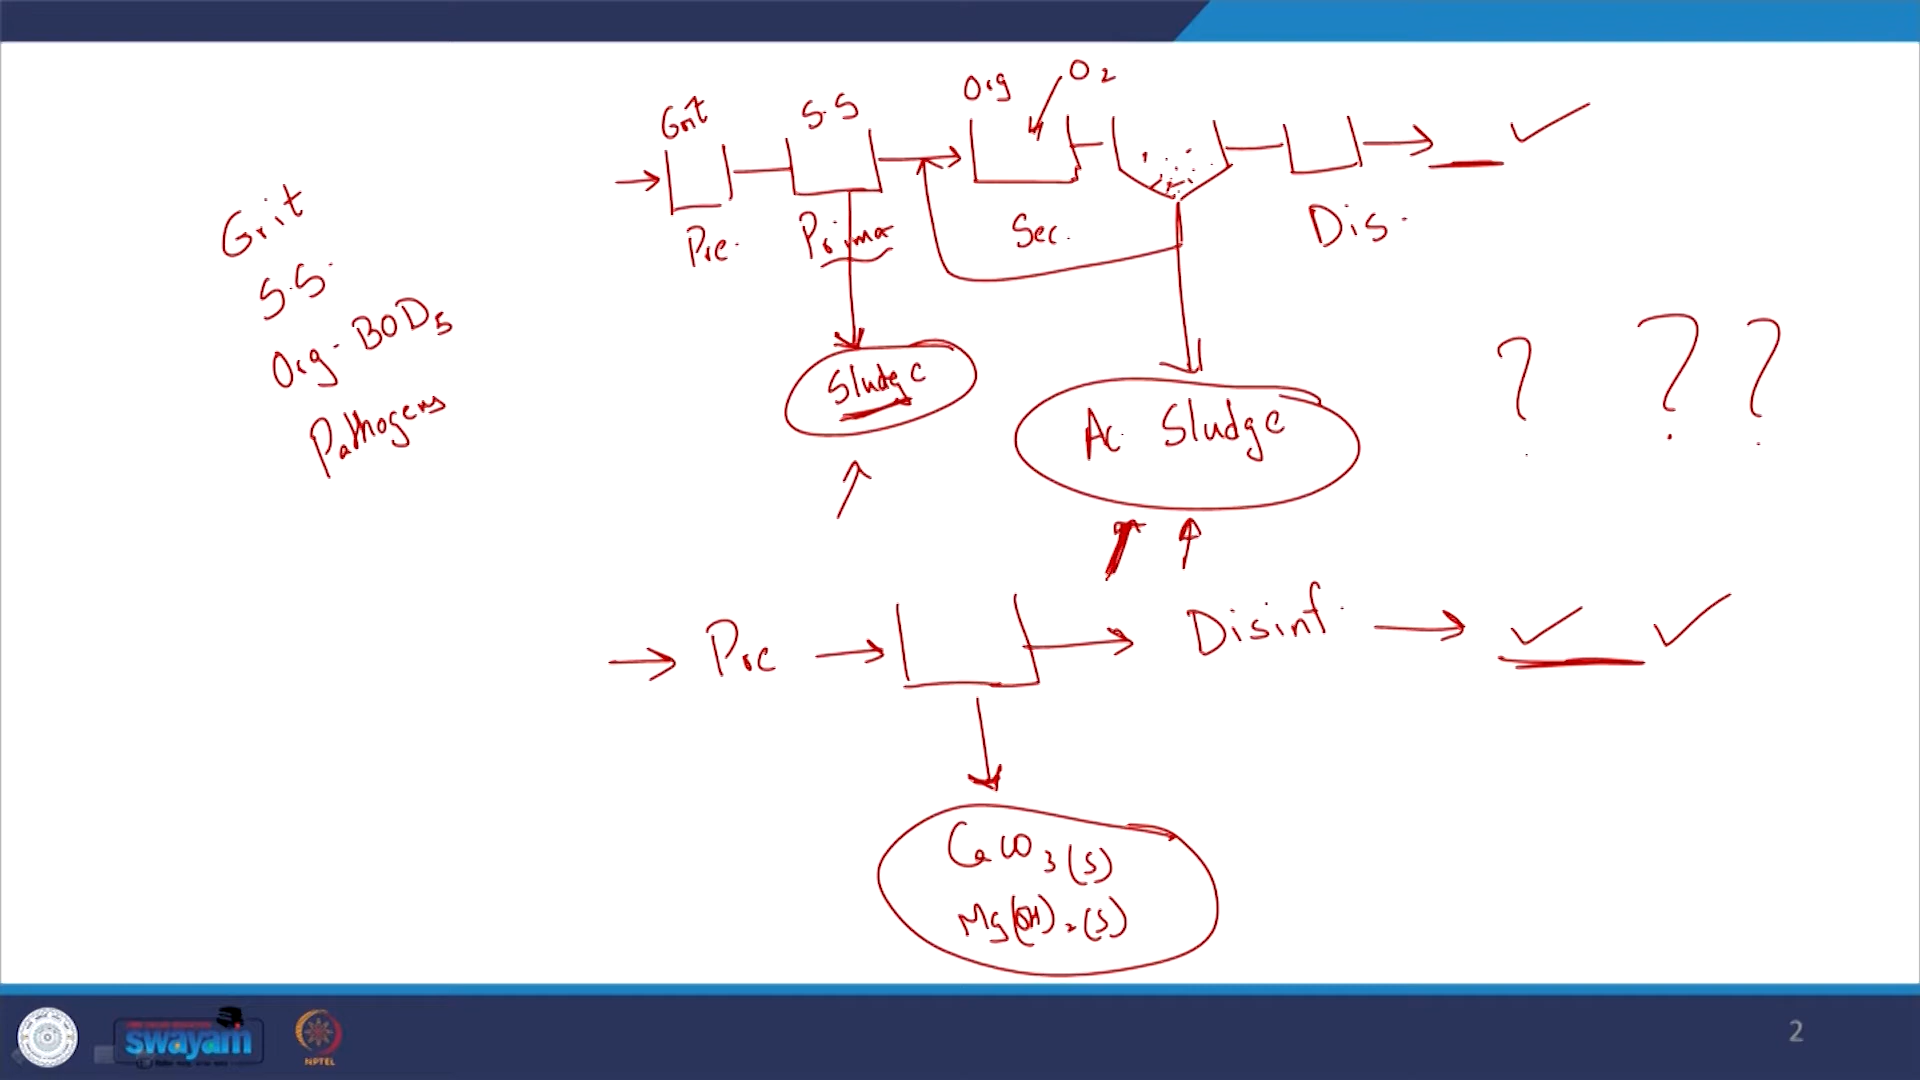 Grit
S.S
Org
O2
Pre.
Primar
Sec.
Dis.
Grit
S.S.
Org- BOD5
Pathogens
Sludge
Ac. Sludge
? ? ?
Pre
Disinf.
CaCO3(s)
Mg(OH)2(s)
swayam
NPTEL
2